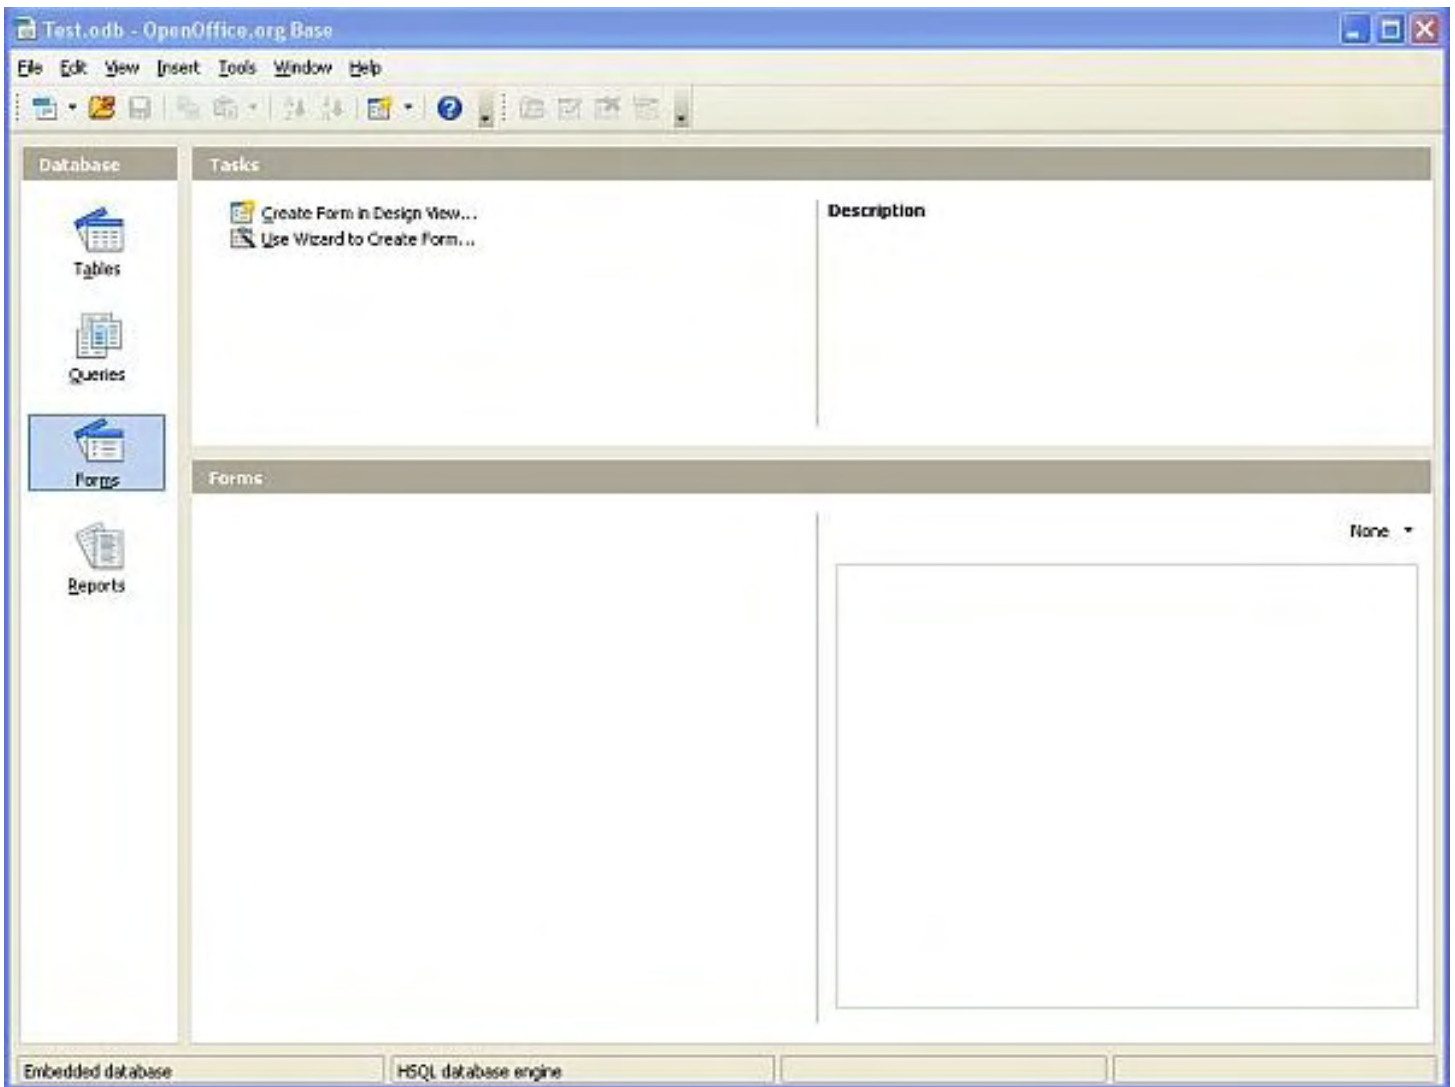 Test.odb - OpenOffice.org Base
File Edit View Insert Tools Window Help
Database
Tasks
Create Form in Design View...
Use Wizard to Create Form...
Description
Tables
Queries
Forms
Reports
Forms
None
Embedded database
HSQL database engine